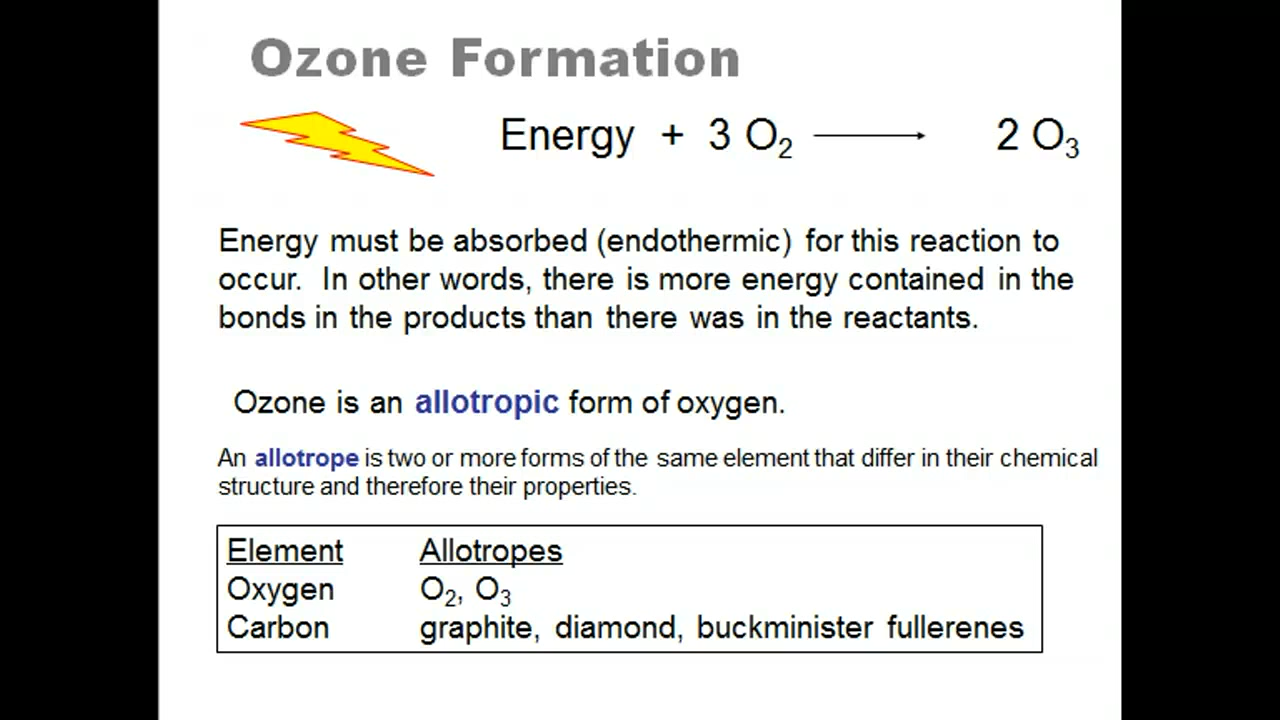 Ozone Formation
Energy + 3 O₂ ⟶ 2 O₃
Energy must be absorbed (endothermic) for this reaction to
occur. In other words, there is more energy contained in the
bonds in the products than there was in the reactants.
Ozone is an allotropic form of oxygen.
An allotrope is two or more forms of the same element that differ in their chemical
structure and therefore their properties.
Element Allotropes
Oxygen O₂, O₃
Carbon graphite, diamond, buckminister fullerenes